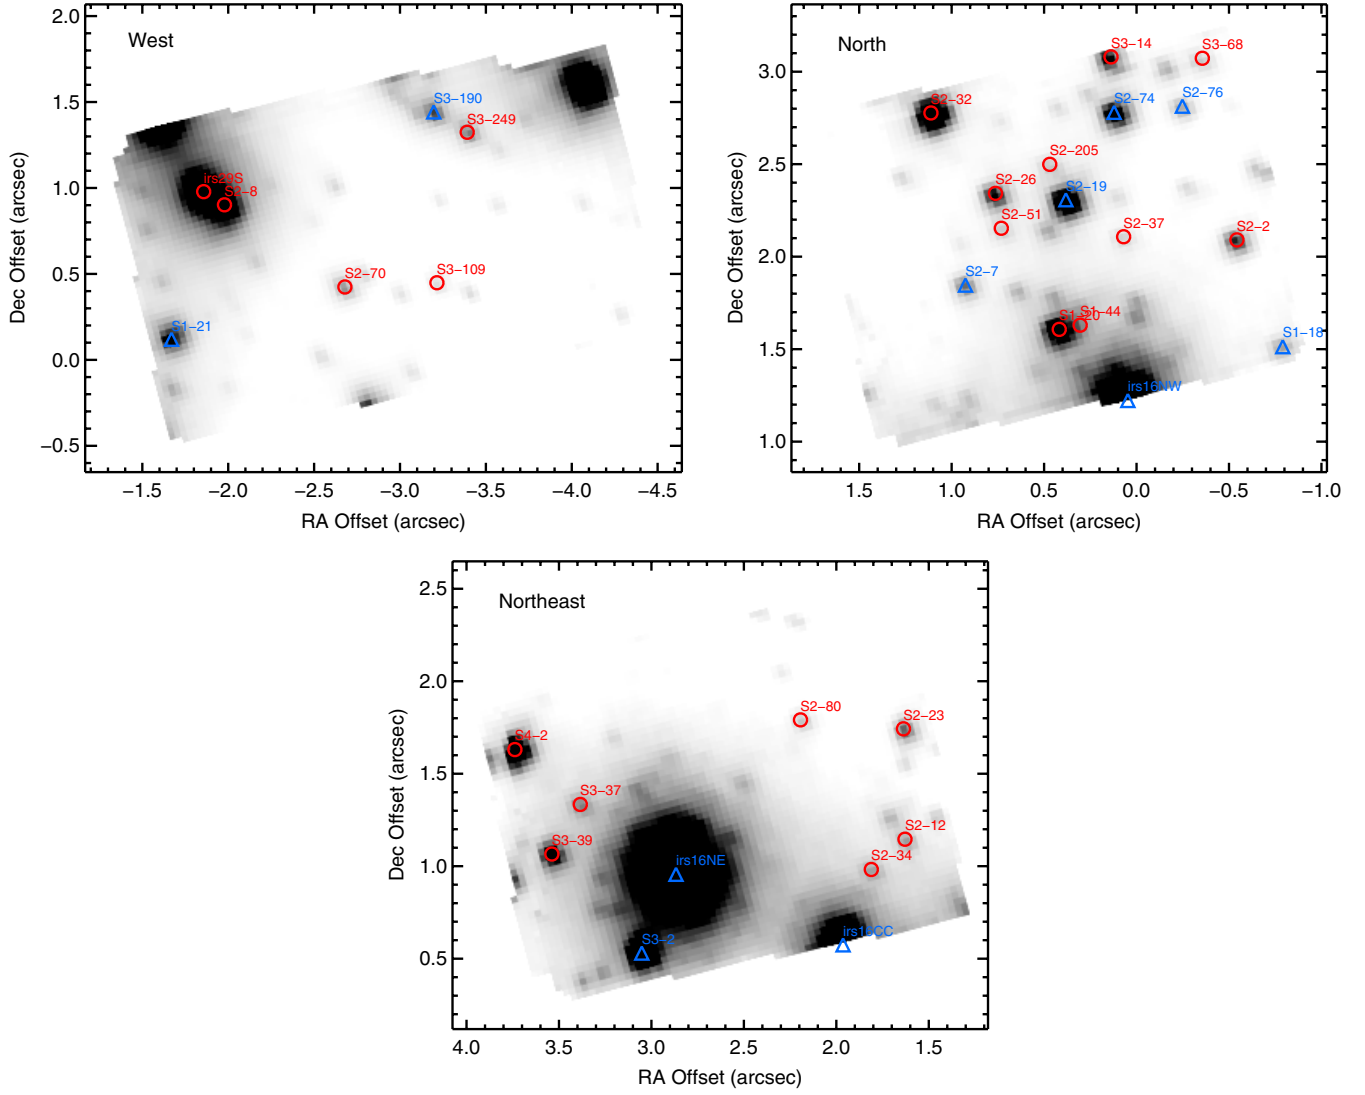 West
2.0
1.5
1.0
0.5
0.0
−0.5
Dec Offset (arcsec)
S3−190
S3−249
irs29S
S2−8
S2−70
S3−109
S1−21
−1.5 −2.0 −2.5 −3.0 −3.5 −4.0 −4.5
RA Offset (arcsec)
North
3.0
2.5
2.0
1.5
1.0
Dec Offset (arcsec)
S3−14
S3−68
S2−32
S2−74
S2−76
S2−205
S2−26
S2−19
S2−51
S2−37
S2−2
S2−7
S1−20
S1−44
S1−18
irs16NW
1.5 1.0 0.5 0.0 −0.5 −1.0
RA Offset (arcsec)
Northeast
2.5
2.0
1.5
1.0
0.5
Dec Offset (arcsec)
S2−80
S2−23
S4−2
S3−37
S2−12
S3−39
S2−34
irs16NE
S3−2
irs16CC
4.0 3.5 3.0 2.5 2.0 1.5
RA Offset (arcsec)